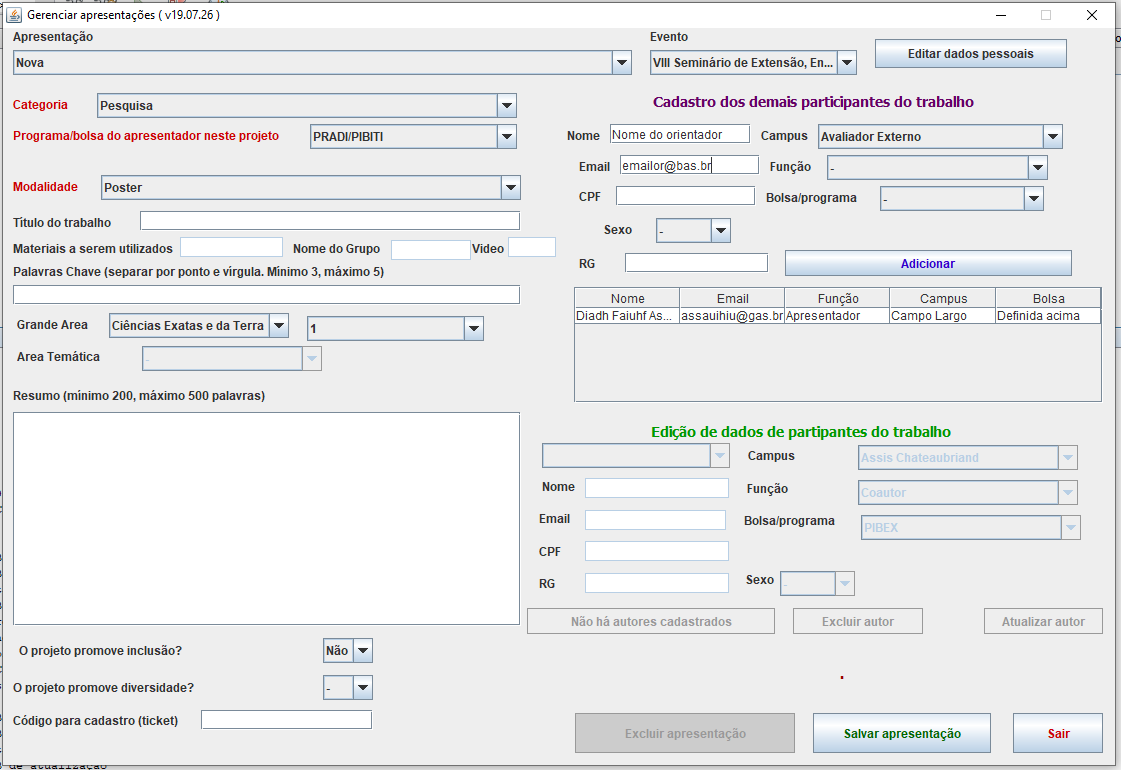 Gerenciar apresentações ( v19.07.26 )
Apresentação
Nova
Evento
VIII Seminário de Extensão, En...
Editar dados pessoais
Categoria
Pesquisa
Programa/bolsa do apresentador neste projeto
PRADI/PIBITI
Modalidade
Poster
Título do trabalho
Materiais a serem utilizados
Nome do Grupo
Video
Palavras Chave (separar por ponto e vírgula. Mínimo 3, máximo 5)
Grande Area
Ciências Exatas e da Terra
1
Area Temática
-
Resumo (mínimo 200, máximo 500 palavras)
O projeto promove inclusão?
Não
O projeto promove diversidade?
-
Código para cadastro (ticket)
Cadastro dos demais participantes do trabalho
Nome
Nome do orientador
Campus
Avaliador Externo
Email
emailor@bas.br
Função
-
CPF
Bolsa/programa
-
Sexo
-
RG
Adicionar
Nome Email Função Campus Bolsa
Diadh Faiuhf As... assauihiu@gas.br Apresentador Campo Largo Definida acima
Edição de dados de partipantes do trabalho
Campus
Assis Chateaubriand
Nome
Função
Coautor
Email
Bolsa/programa
PIBEX
CPF
RG
Sexo
-
Não há autores cadastrados
Excluir autor
Atualizar autor
.
Excluir apresentação
Salvar apresentação
Sair
de atualização